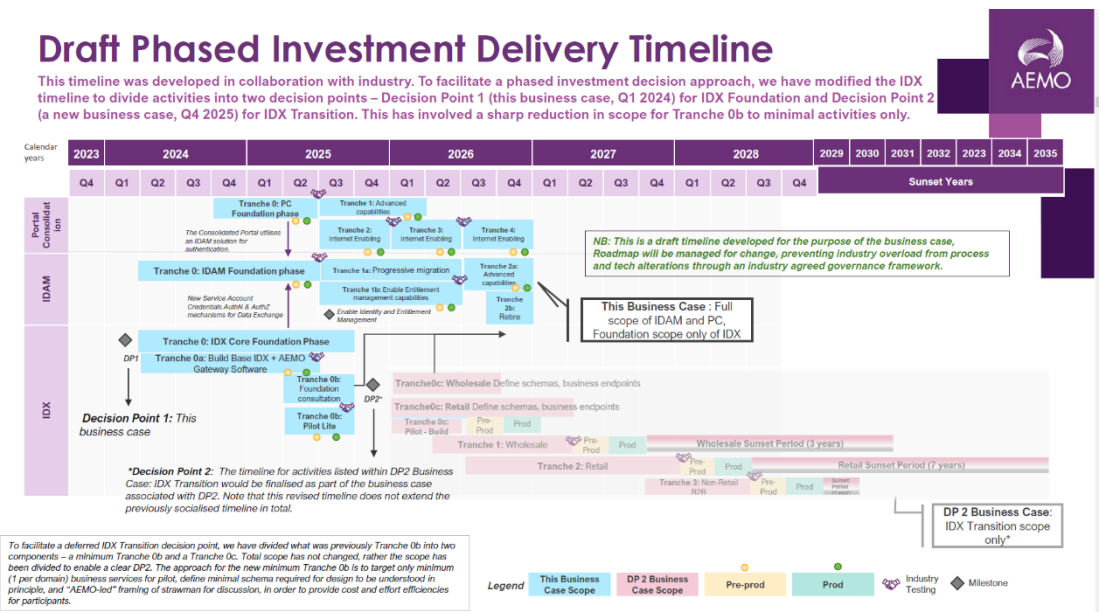 Draft Phased Investment Delivery Timeline
AEMO
This timeline was developed in collaboration with industry. To facilitate a phased investment decision approach, we have modified the IDX
timeline to divide activities into two decision points – Decision Point 1 (this business case, Q1 2024) for IDX Foundation and Decision Point 2
(a new business case, Q4 2025) for IDX Transition. This has involved a sharp reduction in scope for Tranche 0b to minimal activities only.
Calendar
years
2023 2024 2025 2026 2027 2028 2029 2030 2031 2032 2023 2034 2035
Q4 Q1 Q2 Q3 Q4 Q1 Q2 Q3 Q4 Q1 Q2 Q3 Q4 Q1 Q2 Q3 Q4 Q1 Q2 Q3 Q4 Sunset Years
Portal
Consolidat
ion
Tranche 0: PC
Foundation phase
Tranche 1: Advanced
capabilities
The Consolidated Portal utilises
an IDAM solution for
authentication.
Tranche 2:
Internet Enabling
Tranche 3:
Internet Enabling
Tranche 4:
Internet Enabling
NB: This is a draft timeline developed for the purpose of the business case,
Roadmap will be managed for change, preventing industry overload from process
and tech alterations through an industry agreed governance framework.
IDAM
Tranche 0: IDAM Foundation phase
Tranche 1a: Progressive migration
Tranche 2a:
Advanced
capabilities
Tranche 1b: Enable Entitlement
management capabilities
New Service Account
Credentials AuthN & AuthZ
mechanisms for Data Exchange
Enable Identity and Entitlement
Management
Tranche
2b:
Retire
This Business Case : Full
scope of IDAM and PC,
Foundation scope only of IDX
IDX
Tranche 0: IDX Core Foundation Phase
DP1
Tranche 0a: Build Base IDX + AEMO
Gateway Software
Tranche 0b:
Foundation
consultation
DP2*
Tranche0c: Wholesale Define schemas, business endpoints
Tranche0c: Retail Define schemas, business endpoints
Decision Point 1: This
business case
Tranche 0b:
Pilot Lite
Tranche 0c:
Pilot - Build
Pre-
Prod
Prod
Tranche 1: Wholesale
Pre-
Prod
Prod
Wholesale Sunset Period (3 years)
Tranche 2: Retail
Pre-
Prod
Prod
Retail Sunset Period (7 years)
Tranche 3: Non-Retail
B2B
Pre-
Prod
Prod
Sunset
Period
*Decision Point 2: The timeline for activities listed within DP2 Business
Case: IDX Transition would be finalised as part of the business case
associated with DP2. Note that this revised timeline does not extend the
previously socialised timeline in total.
DP 2 Business Case:
IDX Transition scope
only*
To facilitate a deferred IDX Transition decision point, we have divided what was previously Tranche 0b into two
components – a minimum Tranche 0b and a Tranche 0c. Total scope has not changed, rather the scope has
been divided to enable a clear DP2. The approach for the new minimum Tranche 0b is to target only minimum
(1 per domain) business services for pilot, define minimal schema required for design to be understood in
principle, and "AEMO-led" framing of strawman for discussion, in order to provide cost and effort efficiencies
for participants.
Legend
This Business
Case Scope
DP 2 Business
Case Scope
Pre-prod
Prod
Industry
Testing
Milestone